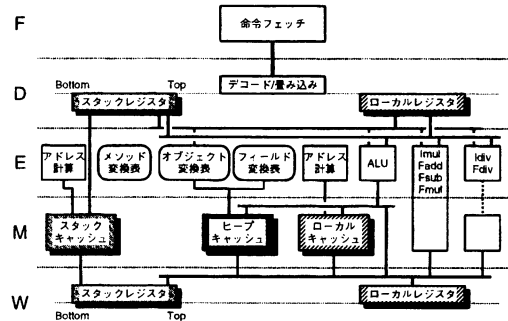 F
命令フェッチ
D
デコード/畳み込み
Bottom
Top
スタックレジスタ
ローカルレジスタ
E
アドレス
計算
メソッド
変換表
オブジェクト
変換表
フィールド
変換表
アドレス
計算
ALU
Imul
Fadd
Fsub
Fmul
Idiv
Fdiv
M
スタック
キャッシュ
ヒープ
キャッシュ
ローカル
キャッシュ
W
スタックレジスタ
ローカルレジスタ
Bottom
Top